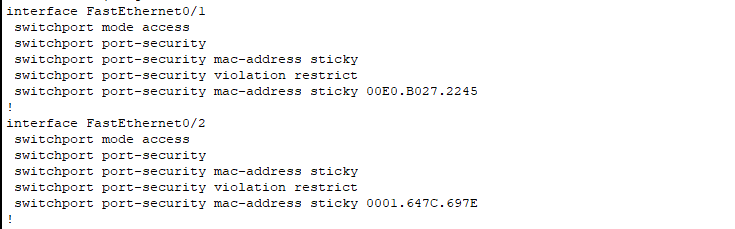 interface FastEthernet0/1
switchport mode access
switchport port-security
switchport port-security mac-address sticky
switchport port-security violation restrict
switchport port-security mac-address sticky 00E0.B027.2245
!
interface FastEthernet0/2
switchport mode access
switchport port-security
switchport port-security mac-address sticky
switchport port-security violation restrict
switchport port-security mac-address sticky 0001.647C.697E
!